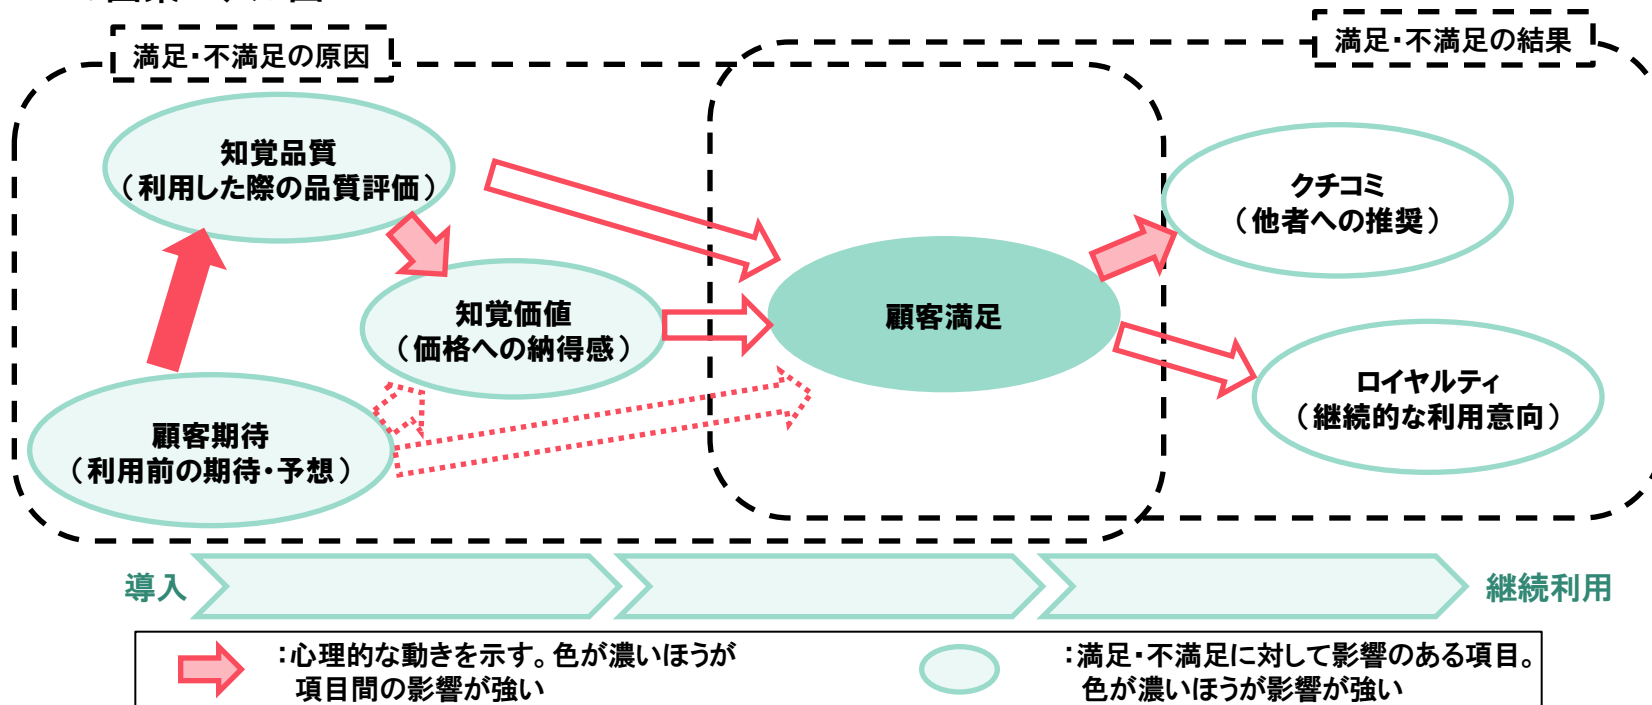 満足・不満足の原因
満足・不満足の結果
知覚品質
（利用した際の品質評価）
クチコミ
（他者への推奨）
知覚価値
（価格への納得感）
顧客満足
ロイヤルティ
（継続的な利用意向）
顧客期待
（利用前の期待・予想）
導入
継続利用
：心理的な動きを示す。色が濃いほうが
項目間の影響が強い
：満足・不満足に対して影響のある項目。
色が濃いほうが影響が強い